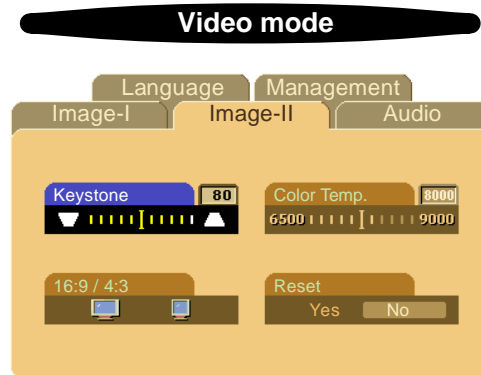 Video mode
Language Management
Image-I Image-II Audio
Keystone 80 Color Temp. 8000
6500 9000
16:9 / 4:3 Reset
Yes No